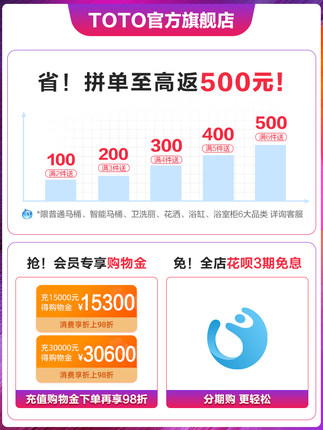 TOTO官方旗舰店
省！拼单至高返500元！
100
满2件送
200
满3件送
300
满4件送
400
满5件送
500
满6件送
*限普通马桶、智能马桶、卫洗丽、花洒、浴缸、浴室柜6大品类 详询客服
抢！会员专享购物金
充15000元
得购物金
¥15300
消费享折上98折
充30000元
得购物金
¥30600
消费享折上98折
充值购物金下单再享98折
免！全店花呗3期免息
分期购 更轻松